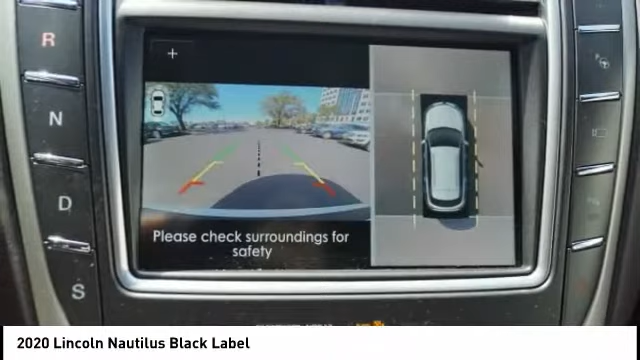 R
N
D
S
+
Please check surroundings for
safety
2020 Lincoln Nautilus Black Label